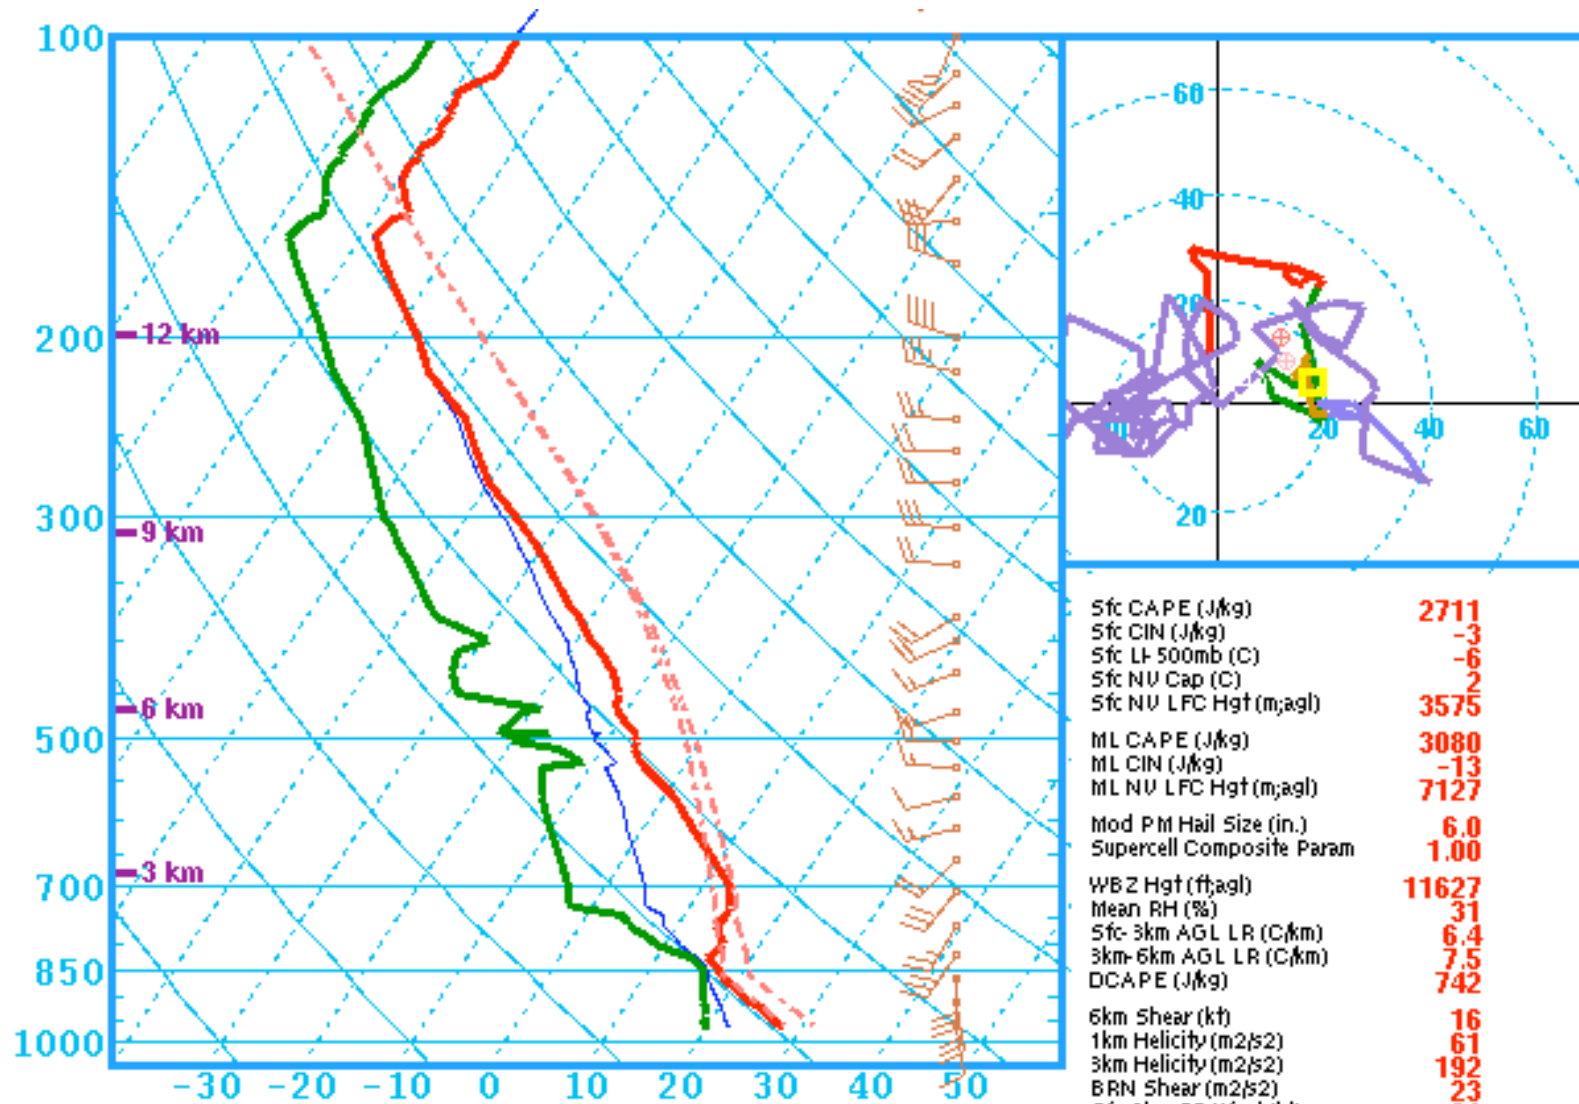 100
200
300
500
700
850
1000
12 km
9 km
6 km
3 km
-30 -20 -10 0 10 20 30 40 50
60
40
20
20 40 60
20
Sfc CAPE (J/kg) 2711
Sfc CIN (J/kg) -3
Sfc LI-500mb (C) -6
Sfc NV Cap (C) 2
Sfc NV LFC Hgt (m;agl) 3575
ML CAPE (J/kg) 3080
ML CIN (J/kg) -13
ML NV LFC Hgt (m;agl) 7127
Mod PM Hail Size (in.) 6.0
Supercell Composite Param 1.00
WBZ Hgt (ft;agl) 11627
Mean RH (%) 31
Sfc-3km AGL LR (C/km) 6.4
3km-6km AGL LR (C/km) 7.5
DCAPE (J/kg) 742
6km Shear (kt) 16
1km Helicity (m2/s2) 61
3km Helicity (m2/s2) 192
BRN Shear (m2/s2) 23